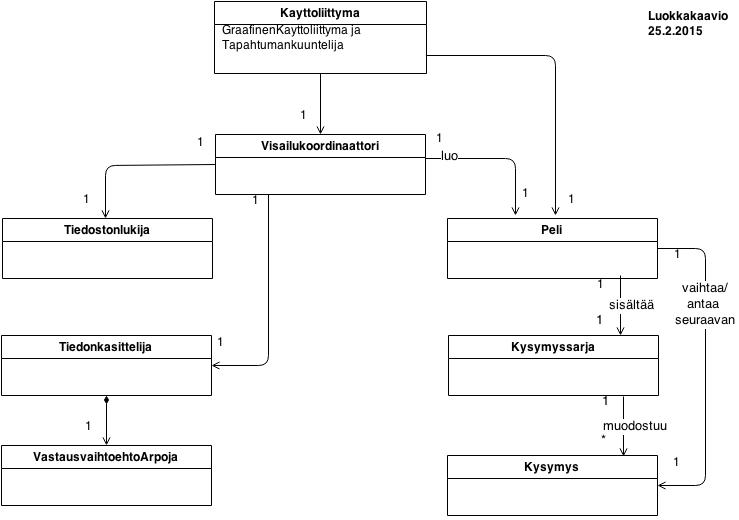 Kayttoliittyma
GraafinenKayttoliittyma ja
Tapahtumankuuntelija
Luokkakaavio
25.2.2015
1
1
Visailukoordinaattori
1
luo
1
1
1
1
Tiedostonlukija
Peli
1
1
sisältää
1
vaihtaa/
antaa
seuraavan
Tiedonkasittelija
1
Kysymyssarja
1
1
muodostuu
*
VastausvaihtoehtoArpoja
Kysymys
1